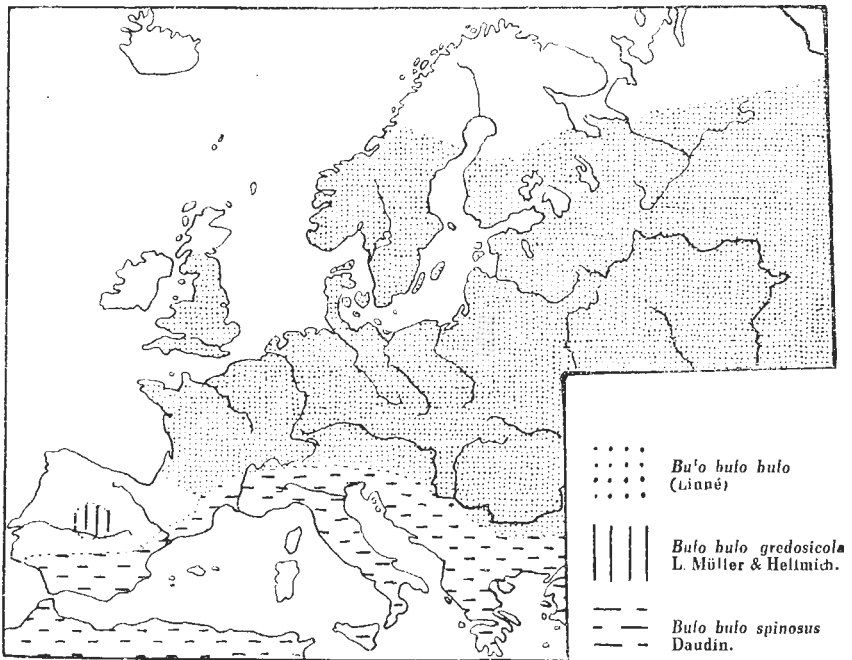 Bufo bufo bufo
(Linné)
Bufo bufo gredosicola
L. Müller & Hellmich.
Bufo bufo spinosus
Daudin.